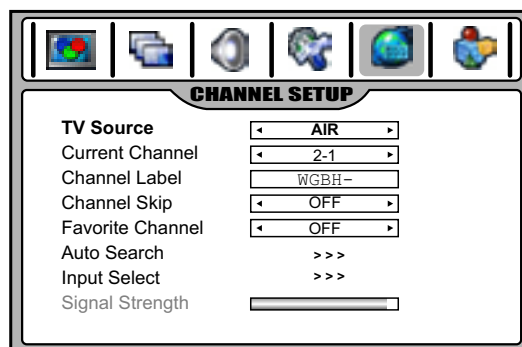 CHANNEL SETUP
TV Source AIR
Current Channel 2-1
Channel Label WGBH-
Channel Skip OFF
Favorite Channel OFF
Auto Search >>>
Input Select >>>
Signal Strength